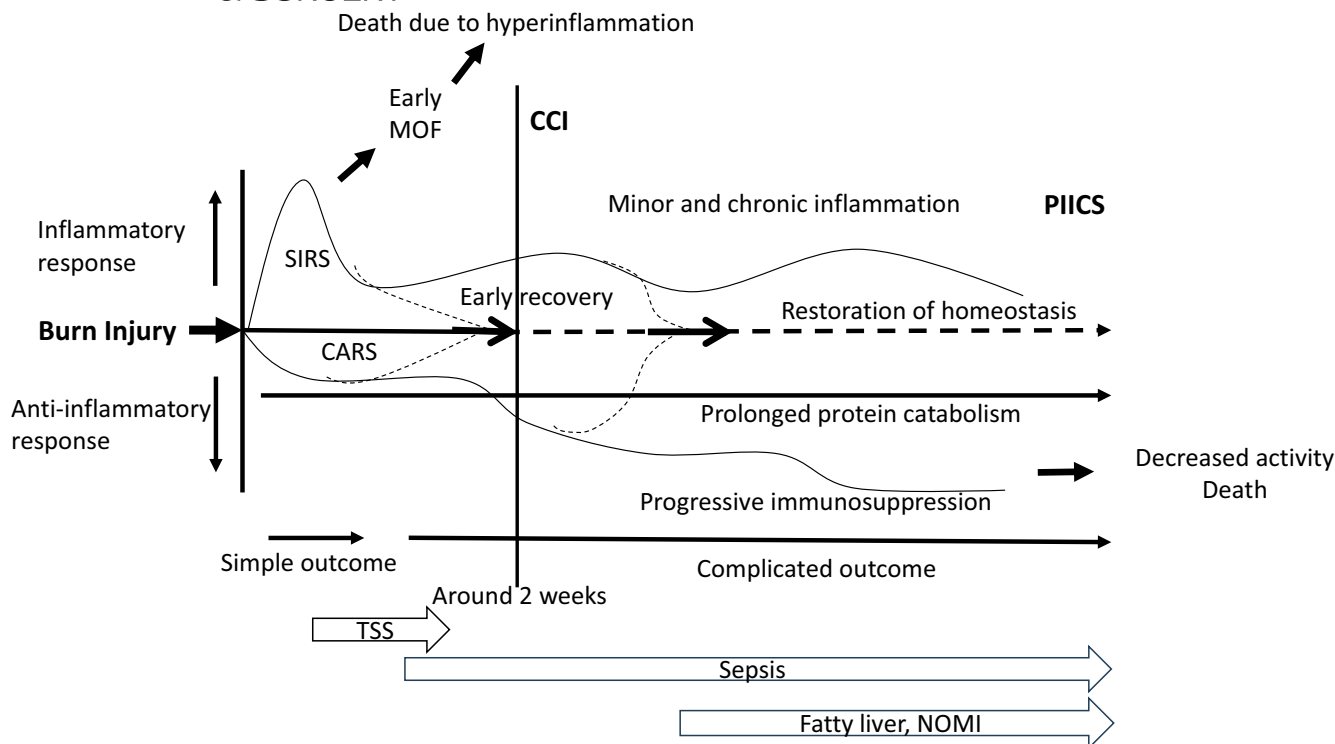 Death due to hyperinflammation
Early
MOF
CCI
Minor and chronic inflammation
PIICS
Inflammatory
response
SIRS
Early recovery
Restoration of homeostasis
Burn Injury
CARS
Anti-inflammatory
response
Prolonged protein catabolism
Decreased activity
Death
Progressive immunosuppression
Simple outcome
Complicated outcome
Around 2 weeks
TSS
Sepsis
Fatty liver, NOMI